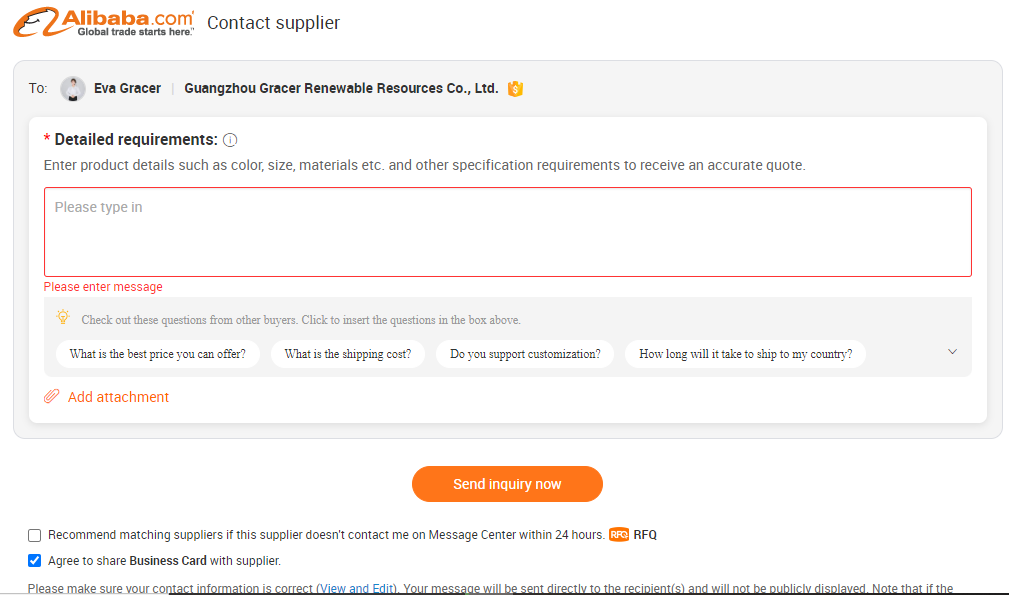 Alibaba.com Contact supplier
Global trade starts here.
To: Eva Gracer | Guangzhou Gracer Renewable Resources Co., Ltd.
* Detailed requirements:
Enter product details such as color, size, materials etc. and other specification requirements to receive an accurate quote.
Please type in
Please enter message
Check out these questions from other buyers. Click to insert the questions in the box above.
What is the best price you can offer? What is the shipping cost? Do you support customization? How long will it take to ship to my country?
Add attachment
Send inquiry now
Recommend matching suppliers if this supplier doesn't contact me on Message Center within 24 hours. RFQ RFQ
Agree to share Business Card with supplier.
Please make sure your contact information is correct (View and Edit). Your message will be sent directly to the recipient(s) and will not be publicly displayed. Note that if the